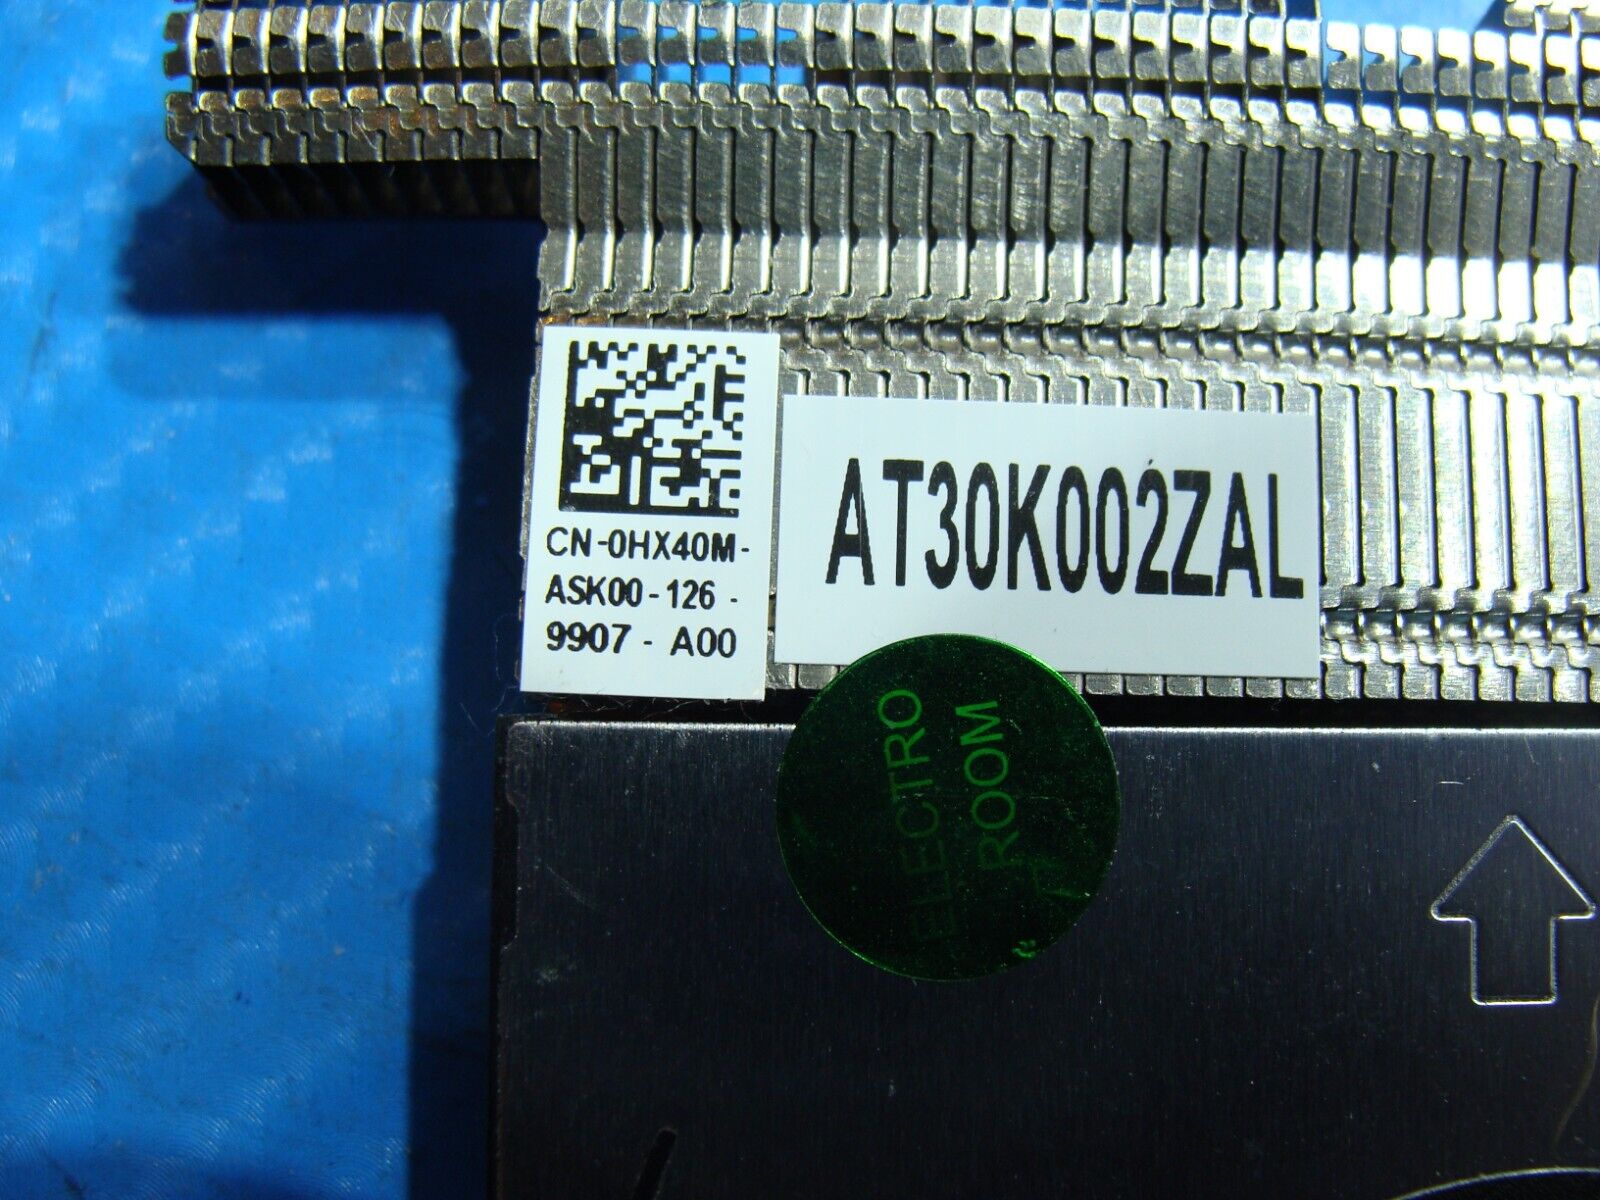 CN-0HX40M-
ASK00-126-
9907-A00
AT30K002ZAL
ELECTRO
ROOM